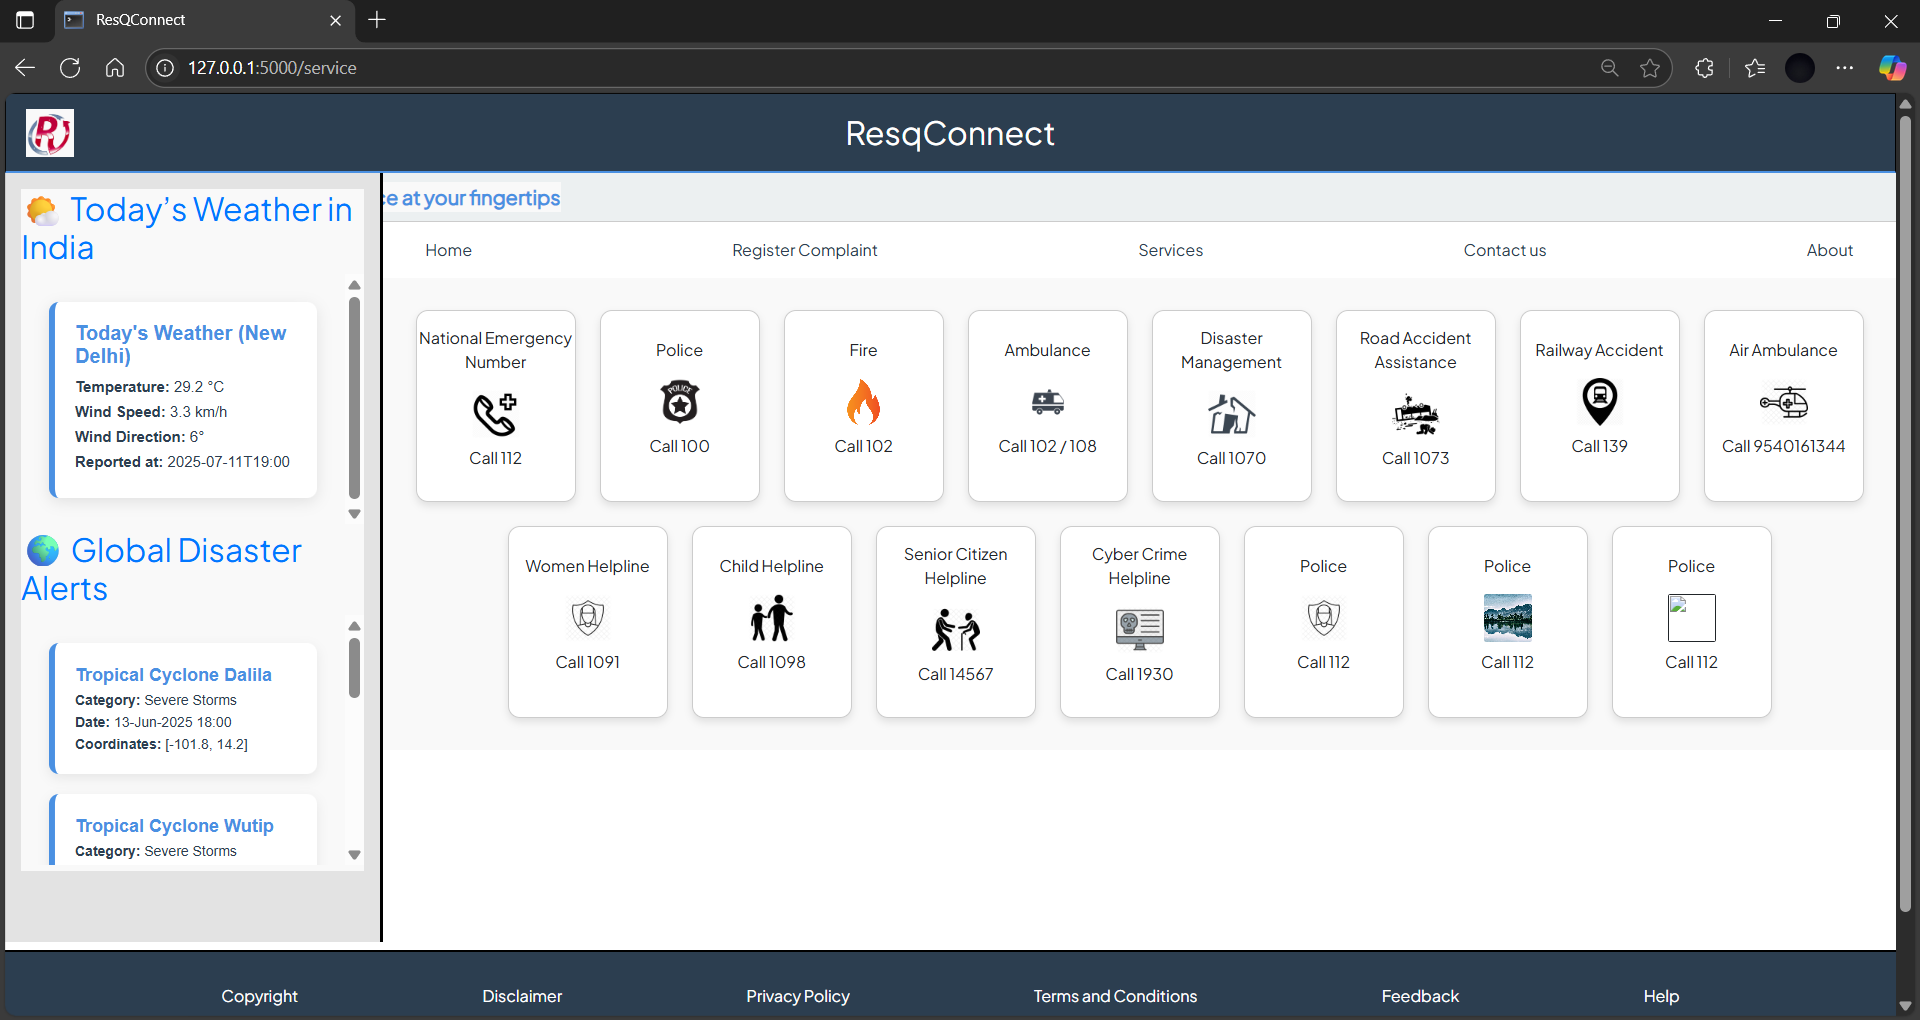 ResQConnect
127.0.0.1:5000/service
ResqConnect
Today's Weather in
India
Today's Weather (New
Delhi)
Temperature: 29.2 °C
Wind Speed: 3.3 km/h
Wind Direction: 6°
Reported at: 2025-07-11T19:00
Global Disaster
Alerts
Tropical Cyclone Dalila
Category: Severe Storms
Date: 13-Jun-2025 18:00
Coordinates: [-101.8, 14.2]
Tropical Cyclone Wutip
Category: Severe Storms
ce at your fingertips
Home
Register Complaint
Services
Contact us
About
National Emergency
Number
Call 112
Police
POLICE
Call 100
Fire
Call 102
Ambulance
Call 102 / 108
Disaster
Management
Call 1070
Road Accident
Assistance
Call 1073
Railway Accident
Call 139
Air Ambulance
Call 9540161344
Women Helpline
Call 1091
Child Helpline
Call 1098
Senior Citizen
Helpline
Call 14567
Cyber Crime
Helpline
Call 1930
Police
Call 112
Police
Call 112
Police
Call 112
Copyright
Disclaimer
Privacy Policy
Terms and Conditions
Feedback
Help